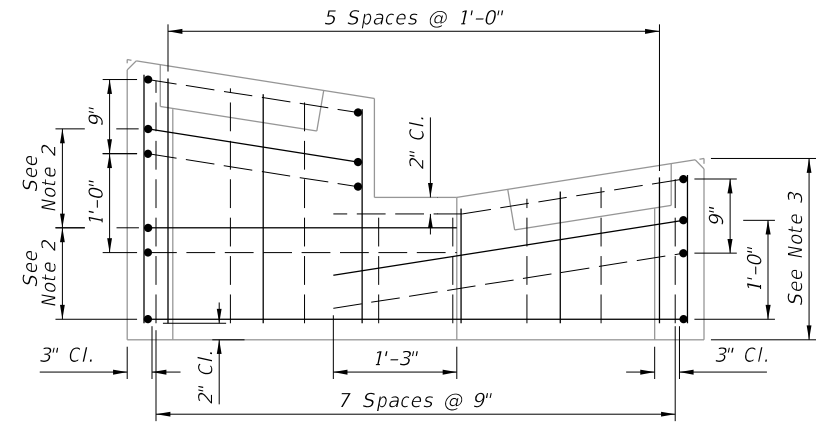 5 Spaces @ 1'-0"
9"
2" Cl.
See
Note 2
1'-0"
See
Note 2
9"
1'-0"
See Note 3
3" Cl.
2" Cl.
1'-3"
3" Cl.
7 Spaces @ 9"